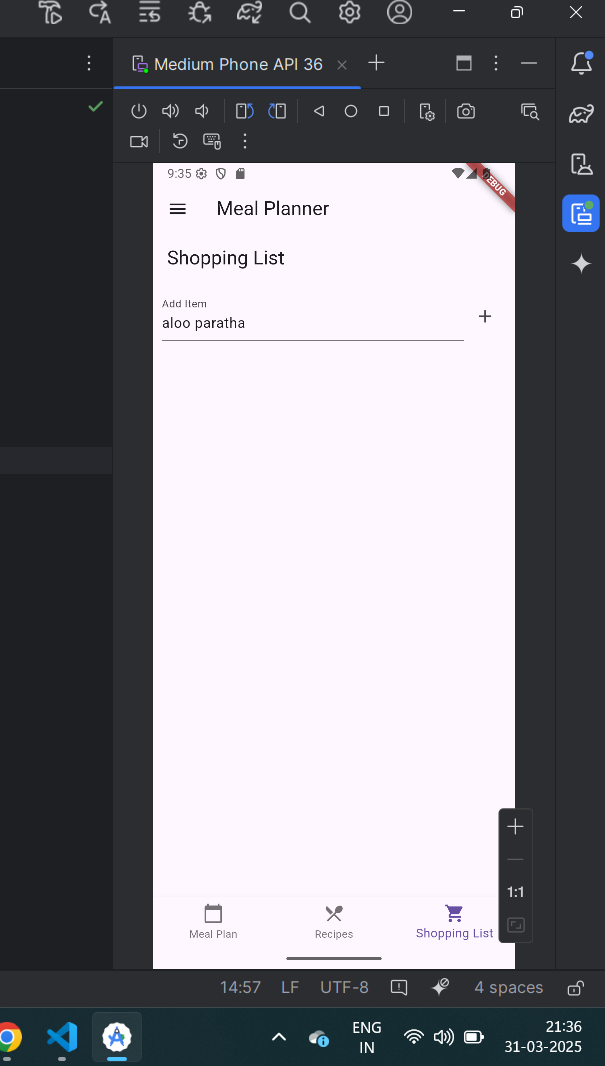 Medium Phone API 36
9:35
DEBUG
Meal Planner
Shopping List
Add Item
aloo paratha
1:1
Meal Plan
Recipes
Shopping List
14:57
LF
UTF-8
4 spaces
ENG
IN
21:36
31-03-2025